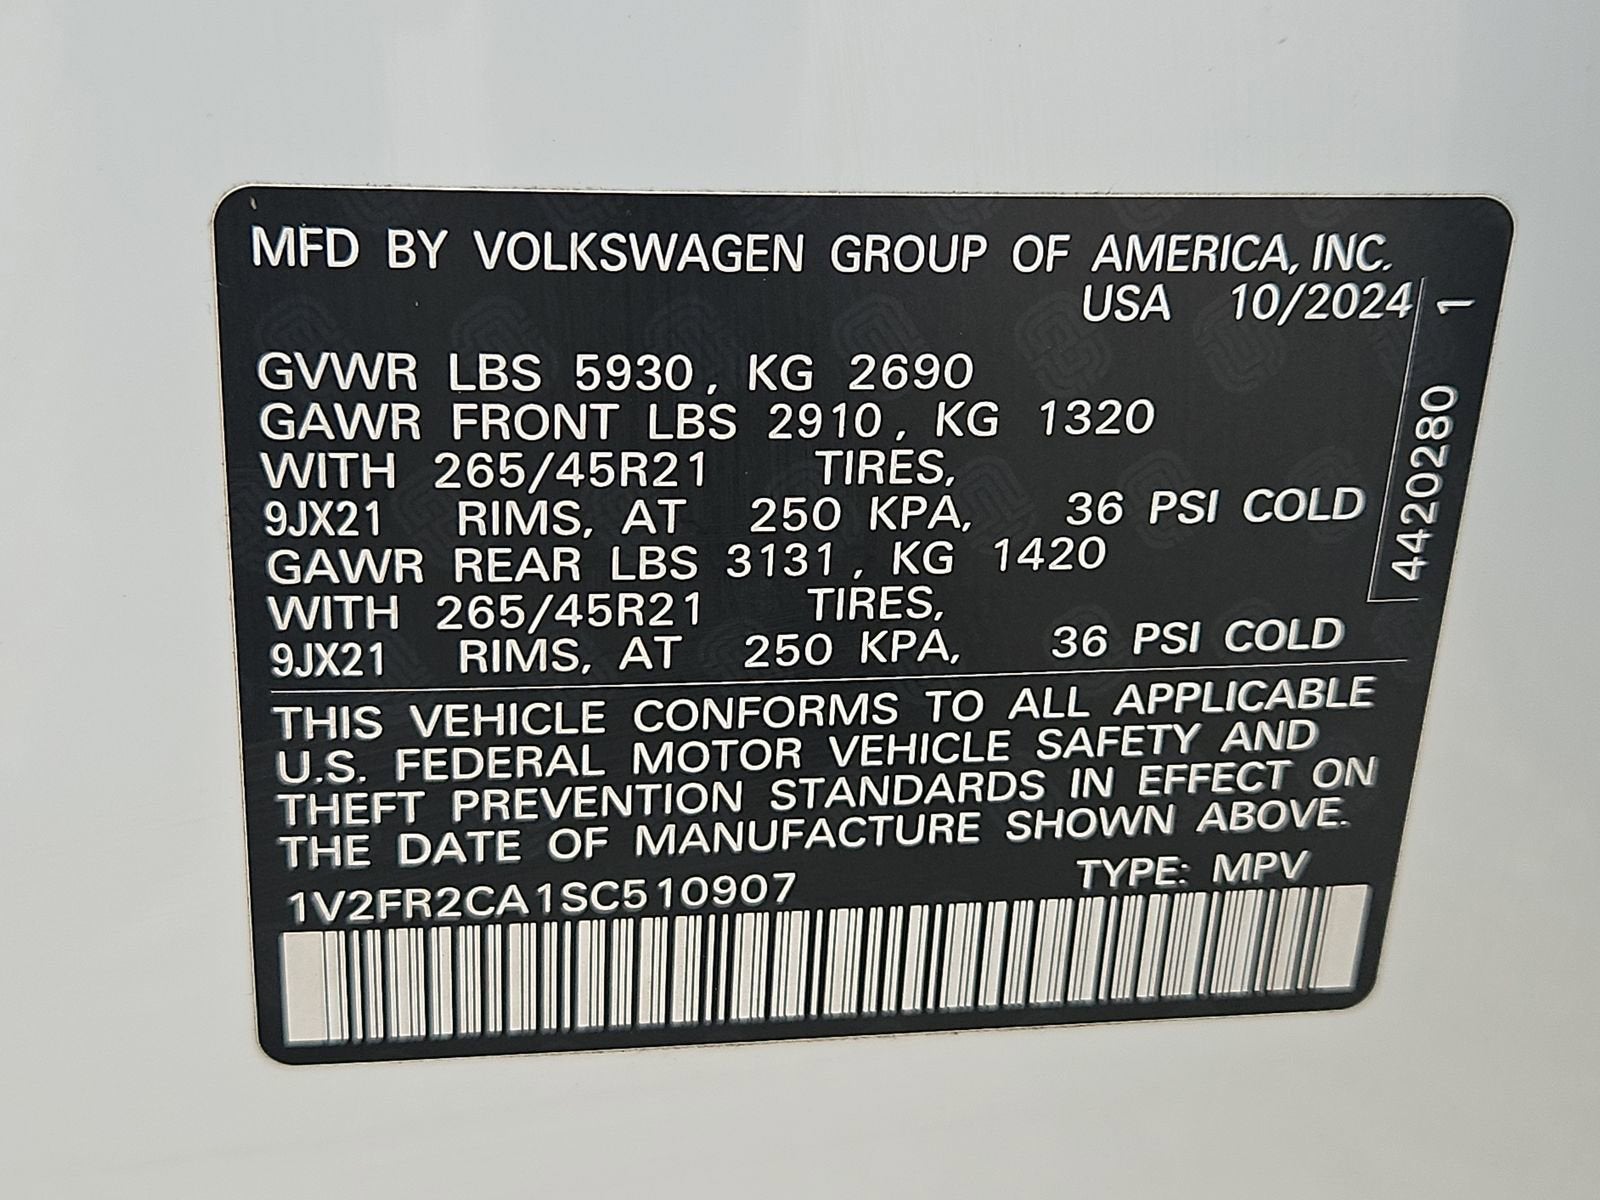 MFD BY VOLKSWAGEN GROUP OF AMERICA, INC.
USA 10/2024
GVWR LBS 5930, KG 2690
GAWR FRONT LBS 2910, KG 1320
WITH 265/45R21 TIRES,
9JX21 RIMS, AT 250 KPA, 36 PSI COLD
GAWR REAR LBS 3131, KG 1420
WITH 265/45R21 TIRES,
9JX21 RIMS, AT 250 KPA, 36 PSI COLD
THIS VEHICLE CONFORMS TO ALL APPLICABLE
U.S. FEDERAL MOTOR VEHICLE SAFETY AND
THEFT PREVENTION STANDARDS IN EFFECT ON
THE DATE OF MANUFACTURE SHOWN ABOVE.
1V2FR2CA1SC510907 TYPE: MPV
4420280 1